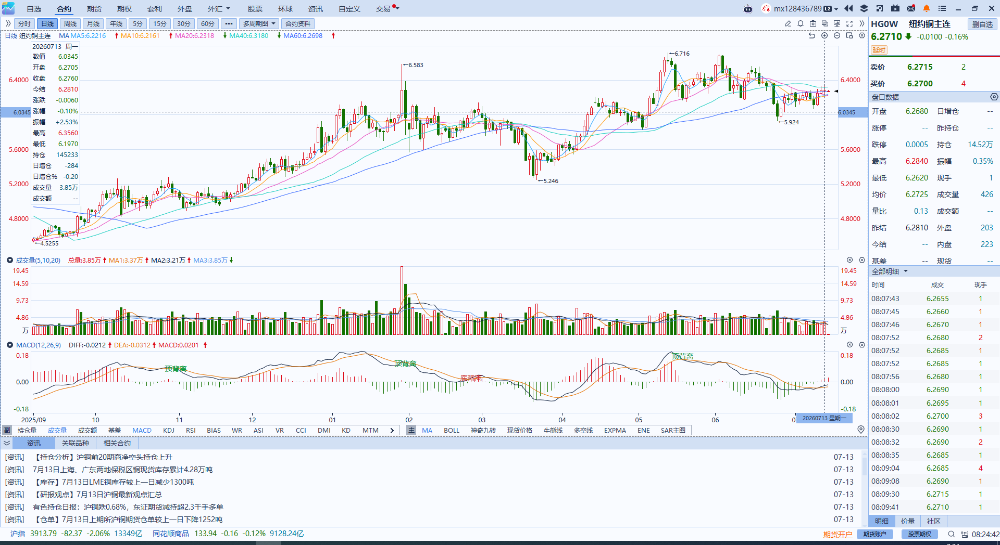 自选 合约 期货 期权 套利 外盘 外汇 股票 环球 资讯 自定义 交易 mx128436789 L2
分时 日线 周线 月线 年线 5分 15分 30分 60分 ••• 多周期图 合约资料
HG0W 纽约铜主连 删自选
日线 纽约铜主连 MA MA5:6.2216 MA10:6.2161 MA20:6.2318 MA40:6.3180 MA60:6.2698
6.2710 -0.0100 -0.16%
延时
20260713 周一
数值 6.0345
开盘 6.2705
收盘 6.2760
今结 6.2810
涨跌 -0.0060
涨幅 -0.10%
振幅 +2.53%
最高 6.3560
最低 6.1970
持仓 145233
日增仓 -284
日增仓% -0.20
成交量 3.85万
成交额 --
6.4000
6.0345
5.6000
5.2000
4.8000
6.583
6.716
5.924
5.246
4.5255
6.4000
6.0345
5.6000
5.2000
4.8000
成交量(5,10,20) 总量:3.85万 MA1:3.37万 MA2:3.21万 MA3:3.85万
19.45 19.45
14.59 14.59
9.73 9.73
4.86 4.86
万 万
MACD(12,26,9) DIFF:-0.0212 DEA:-0.0312 MACD:0.0201
0.18 0.18
顶背离 顶背离 底背离 顶背离
0.00 0.00
-0.18 -0.18
2025/09 10 11 12 01 02 03 04 05 06 20260713 星期一
副 持仓量 成交量 成交额 基差 MACD KDJ RSI BIAS WR ASI VR CCI DMI KD MTM 主 MA BOLL 神奇九转 现货价格 牛熊线 多空线 EXPMA ENE SAR主图
资讯 关联品种 相关合约
[资讯] 【持仓分析】沪铜前20期商净空头持仓上升 07-13
[资讯] 7月13日上海、广东两地保税区铜现货库存累计4.28万吨 07-13
[资讯] 【库存】7月13日LME铜库存较上一日减少1300吨 07-13
[资讯] 【研报观点】7月13日沪铜最新观点汇总 07-13
[资讯] 有色持仓日报：沪铜跌0.68%，东证期货减持超2.3千手多单 07-13
[资讯] 【仓单】7月13日上期所沪铜期货仓单较上一日下降1252吨 07-13
卖价 6.2715 2
买价 6.2700 4
盘口数据
开盘 6.2680 日增仓 --
涨停 -- 昨持仓 --
跌停 0.0005 持仓 14.52万
最高 6.2840 振幅 0.35%
最低 6.2620 现手 1
均价 6.2725 成交量 426
量比 0.13 成交额 --
昨结 6.2810 外盘 203
今结 -- 内盘 223
基差 -- 现货 --
全部明细
时间 成交 现手
08:07:43 6.2655 1
08:07:45 6.2660 1
08:07:46 6.2670 1
08:07:52 6.2680 2
08:07:52 6.2685 1
08:07:52 6.2685 1
08:07:56 6.2680 1
08:08:00 6.2690 1
08:08:01 6.2695 1
08:08:02 6.2700 3
08:08:30 6.2690 1
08:08:32 6.2690 2
08:08:35 6.2685 1
08:09:04 6.2685 4
08:09:08 6.2690 1
08:09:30 6.2715 1
08:09:41 6.2710 1
明细 价量 社区
沪指 3913.79 -82.37 -2.06% 13349亿 同花顺商品 133.94 -0.16 -0.12% 9128.24亿 期货开户 期货账户 股票期权 08:24:42